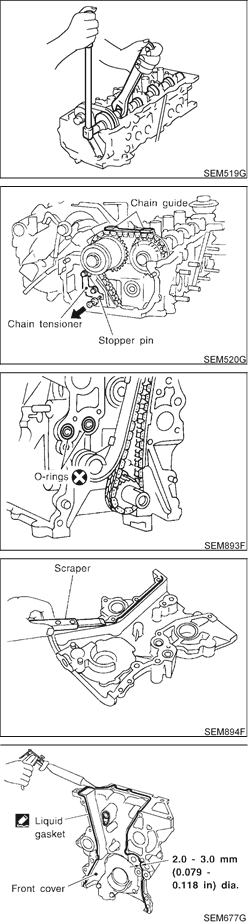 SEM519G
Chain guide
Chain tensioner
Stopper pin
SEM520G
O-rings
SEM893F
Scraper
SEM894F
Liquid
gasket
2.0 - 3.0 mm
(0.079 -
0.118 in) dia.
Front cover
SEM677G